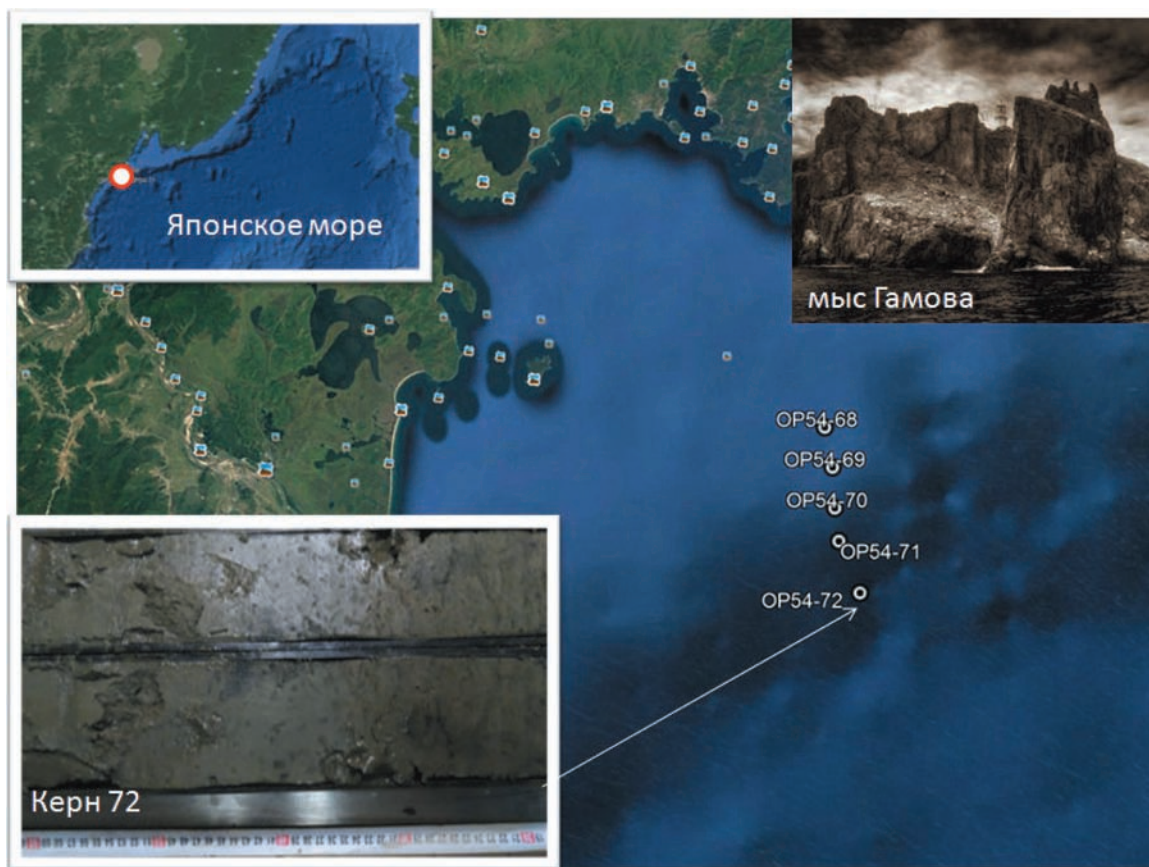 Японское море
мыс Гамова
OP54-68
OP54-69
OP54-70
OP54-71
OP54-72
Керн 72